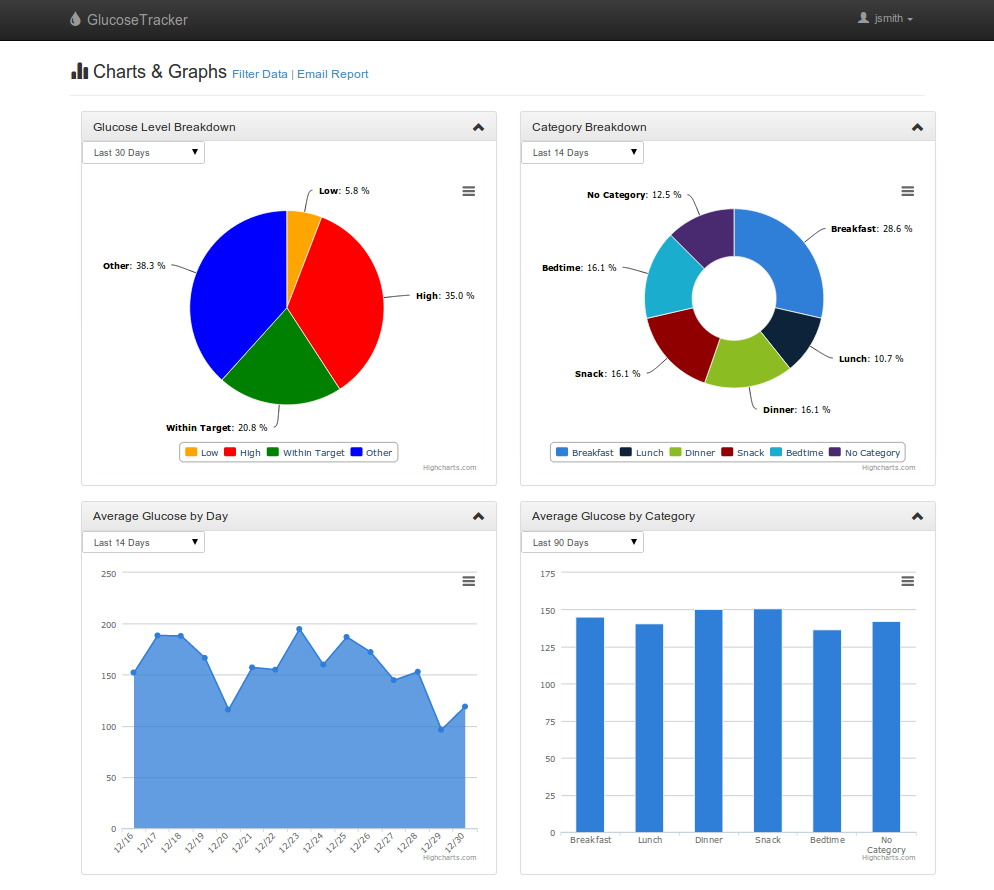 GlucoseTracker
jsmith
Charts & Graphs Filter Data | Email Report
Glucose Level Breakdown
Last 30 Days
Low: 5.8 %
Other: 38.3 %
High: 35.0 %
Within Target: 20.8 %
Low High Within Target Other
Highcharts.com
Category Breakdown
Last 14 Days
No Category: 12.5 %
Breakfast: 28.6 %
Bedtime: 16.1 %
Lunch: 10.7 %
Snack: 16.1 %
Dinner: 16.1 %
Breakfast Lunch Dinner Snack Bedtime No Category
Highcharts.com
Average Glucose by Day
Last 14 Days
250
200
150
100
50
0
12/16 12/17 12/18 12/19 12/20 12/21 12/22 12/23 12/24 12/25 12/26 12/27 12/28 12/29 12/30
Highcharts.com
Average Glucose by Category
Last 90 Days
175
150
125
100
75
50
25
0
Breakfast Lunch Dinner Snack Bedtime No
Category
Highcharts.com